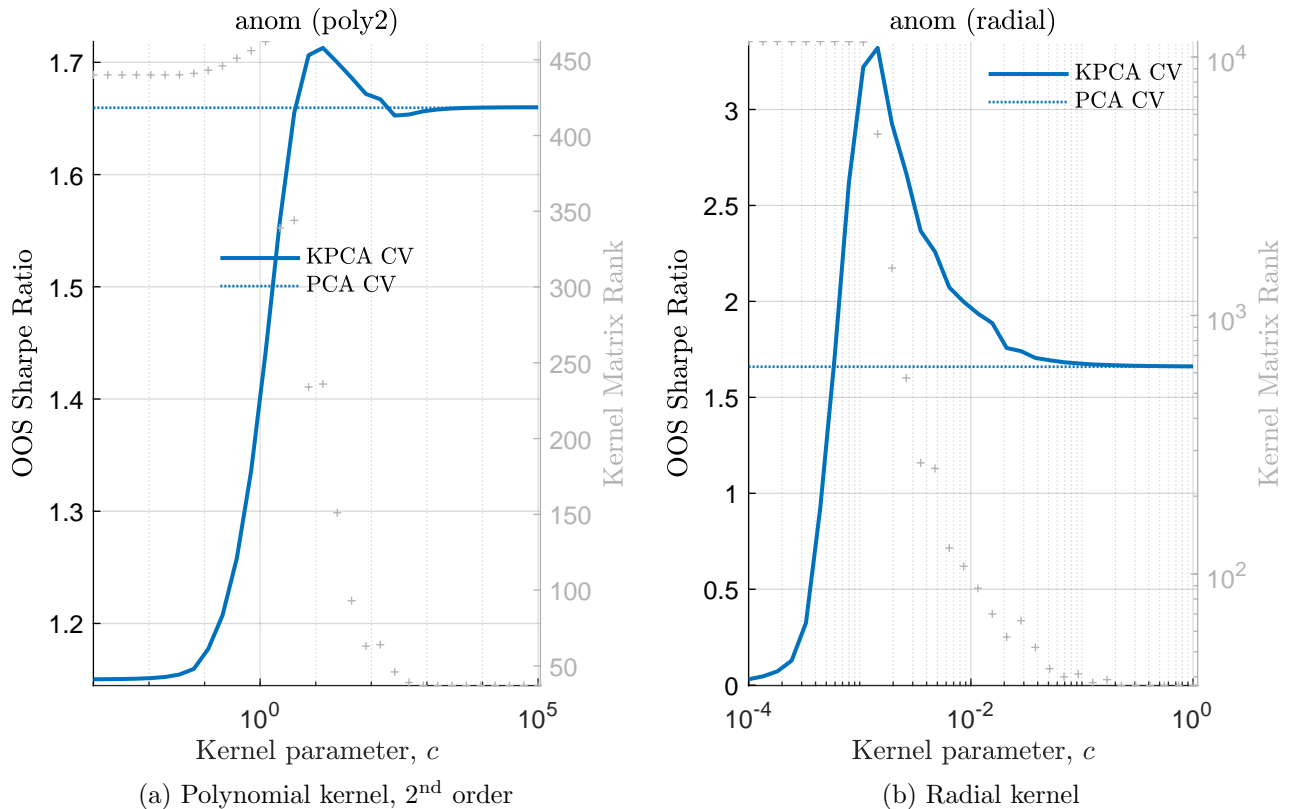 anom (poly2)
1.7
1.6
1.5
1.4
1.3
1.2
OOS Sharpe Ratio
450
400
350
300
250
200
150
100
50
Kernel Matrix Rank
KPCA CV
PCA CV
10^0
10^5
Kernel parameter, c
(a) Polynomial kernel, 2nd order
anom (radial)
3
2.5
2
1.5
1
0.5
0
OOS Sharpe Ratio
10^4
10^3
10^2
Kernel Matrix Rank
KPCA CV
PCA CV
10^-4
10^-2
10^0
Kernel parameter, c
(b) Radial kernel